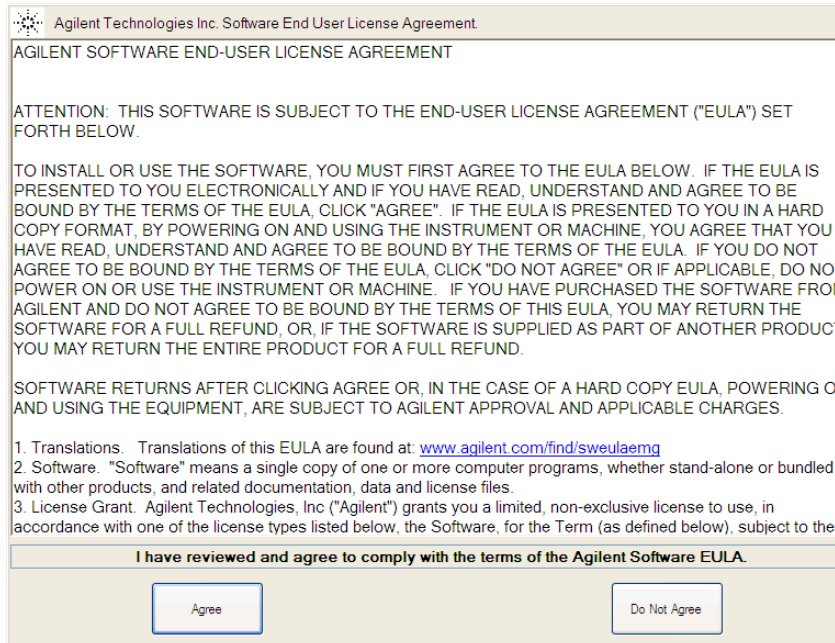 Agilent Technologies Inc. Software End User License Agreement.
AGILENT SOFTWARE END-USER LICENSE AGREEMENT
ATTENTION:  THIS SOFTWARE IS SUBJECT TO THE END-USER LICENSE AGREEMENT ("EULA") SET
FORTH BELOW.
TO INSTALL OR USE THE SOFTWARE, YOU MUST FIRST AGREE TO THE EULA BELOW.  IF THE EULA IS
PRESENTED TO YOU ELECTRONICALLY AND IF YOU HAVE READ, UNDERSTAND AND AGREE TO BE
BOUND BY THE TERMS OF THE EULA, CLICK "AGREE".  IF THE EULA IS PRESENTED TO YOU IN A HARD
COPY FORMAT, BY POWERING ON AND USING THE INSTRUMENT OR MACHINE, YOU AGREE THAT YOU
HAVE READ, UNDERSTAND AND AGREE TO BE BOUND BY THE TERMS OF THE EULA.  IF YOU DO NOT
AGREE TO BE BOUND BY THE TERMS OF THE EULA, CLICK "DO NOT AGREE" OR IF APPLICABLE, DO NO
POWER ON OR USE THE INSTRUMENT OR MACHINE.   IF YOU HAVE PURCHASED THE SOFTWARE FRO
AGILENT AND DO NOT AGREE TO BE BOUND BY THE TERMS OF THIS EULA, YOU MAY RETURN THE
SOFTWARE FOR A FULL REFUND, OR, IF THE SOFTWARE IS SUPPLIED AS PART OF ANOTHER PRODUC
YOU MAY RETURN THE ENTIRE PRODUCT FOR A FULL REFUND.
SOFTWARE RETURNS AFTER CLICKING AGREE OR, IN THE CASE OF A HARD COPY EULA, POWERING O
AND USING THE EQUIPMENT, ARE SUBJECT TO AGILENT APPROVAL AND APPLICABLE CHARGES.
1. Translations.   Translations of this EULA are found at: www.agilent.com/find/sweulaemg
2. Software.  "Software" means a single copy of one or more computer programs, whether stand-alone or bundled
with other products, and related documentation, data and license files.
3. License Grant.  Agilent Technologies, Inc ("Agilent") grants you a limited, non-exclusive license to use, in
accordance with one of the license types listed below, the Software, for the Term (as defined below), subject to the
I have reviewed and agree to comply with the terms of the Agilent Software EULA.
Agree
Do Not Agree